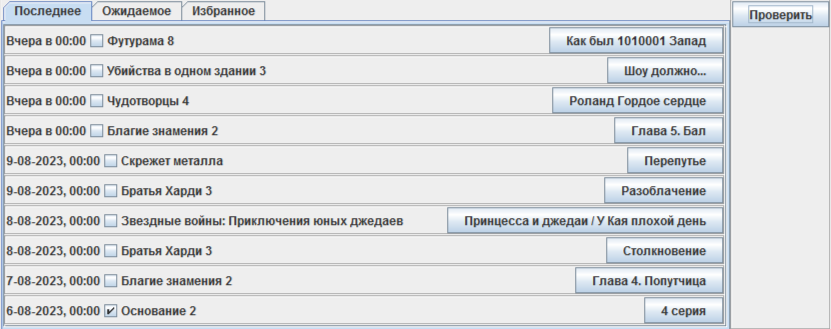 Последнее Ожидаемое Избранное Проверить
Вчера в 00:00 Футурама 8 Как был 1010001 Запад
Вчера в 00:00 Убийства в одном здании 3 Шоу должно...
Вчера в 00:00 Чудотворцы 4 Роланд Гордое сердце
Вчера в 00:00 Благие знамения 2 Глава 5. Бал
9-08-2023, 00:00 Скрежет металла Перепутье
9-08-2023, 00:00 Братья Харди 3 Разоблачение
8-08-2023, 00:00 Звездные войны: Приключения юных джедаев Принцесса и джедаи / У Кая плохой день
8-08-2023, 00:00 Братья Харди 3 Столкновение
7-08-2023, 00:00 Благие знамения 2 Глава 4. Попутчица
6-08-2023, 00:00 Основание 2 4 серия